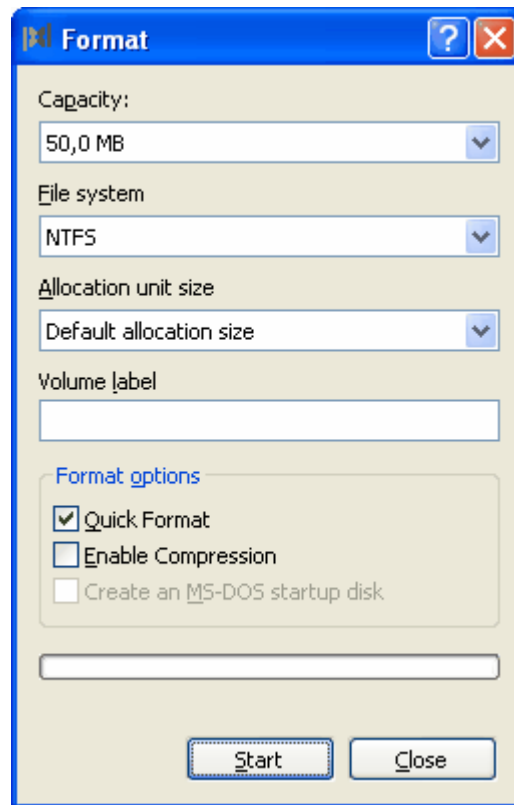 Format
Capacity:
50,0 MB
File system
NTFS
Allocation unit size
Default allocation size
Volume label
Format options
Quick Format
Enable Compression
Create an MS-DOS startup disk
Start Close